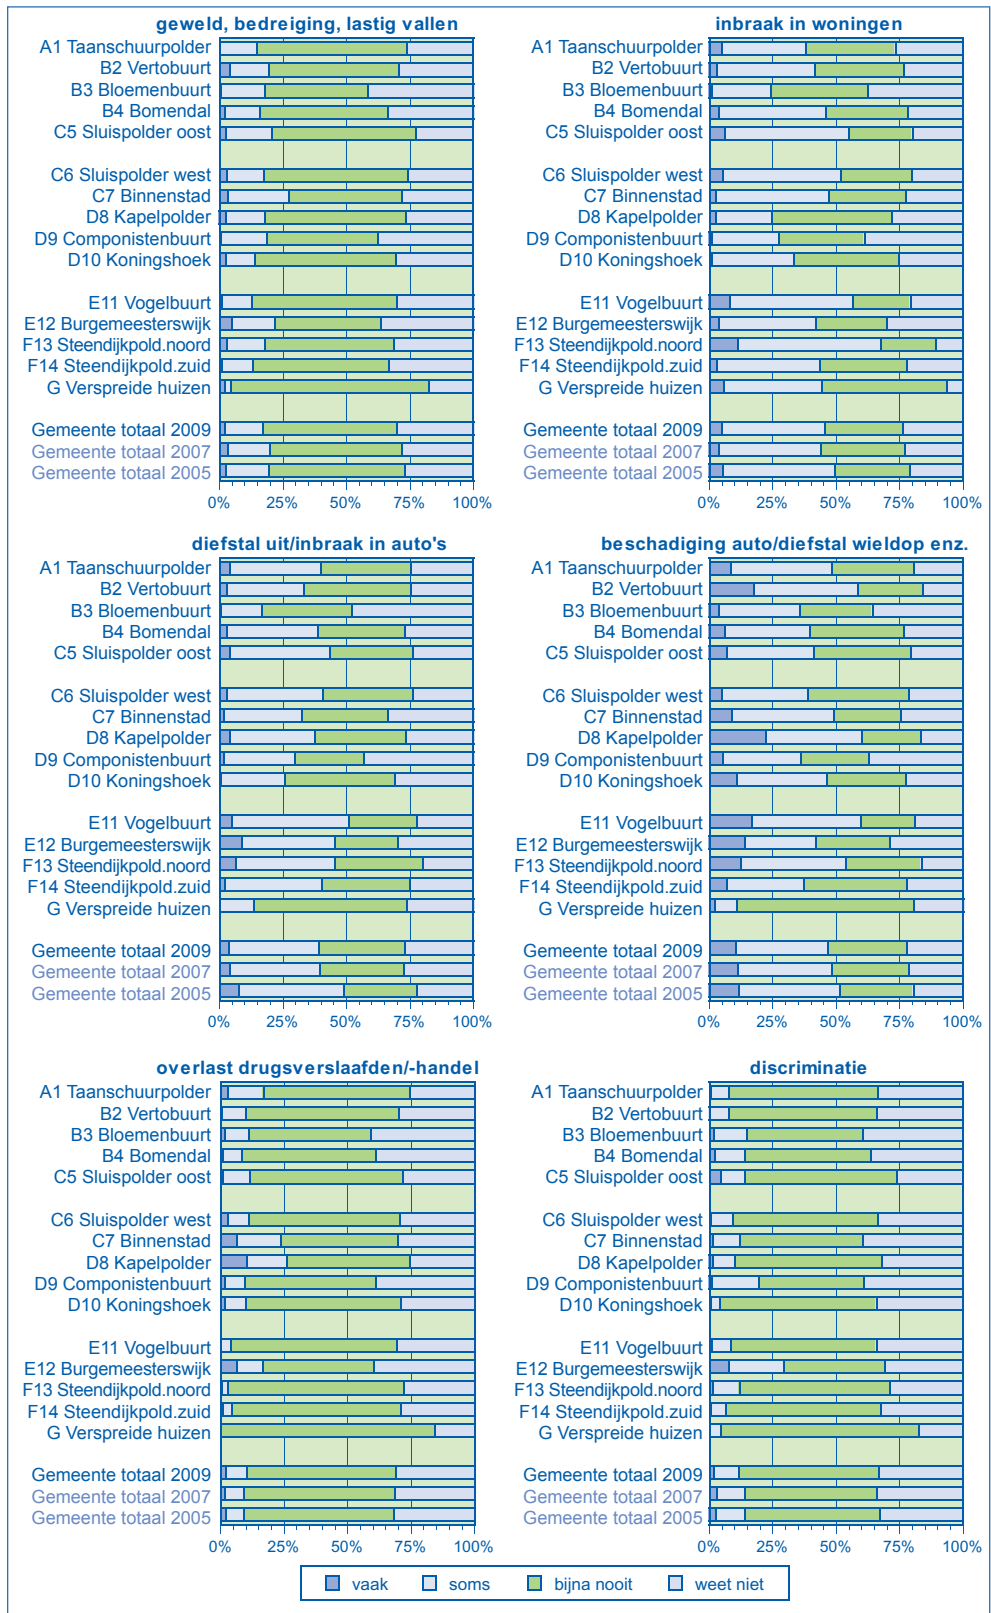 geweld, bedreiging, lastig vallen
A1 Taanschuurpolder
B2 Vertobuurt
B3 Bloemenbuurt
B4 Bomendal
C5 Sluispolder oost
C6 Sluispolder west
C7 Binnenstad
D8 Kapelpolder
D9 Componistenbuurt
D10 Koningshoek
E11 Vogelbuurt
E12 Burgemeesterswijk
F13 Steendijkpold.noord
F14 Steendijkpold.zuid
G Verspreide huizen
Gemeente totaal 2009
Gemeente totaal 2007
Gemeente totaal 2005
0% 25% 50% 75% 100%
inbraak in woningen
A1 Taanschuurpolder
B2 Vertobuurt
B3 Bloemenbuurt
B4 Bomendal
C5 Sluispolder oost
C6 Sluispolder west
C7 Binnenstad
D8 Kapelpolder
D9 Componistenbuurt
D10 Koningshoek
E11 Vogelbuurt
E12 Burgemeesterswijk
F13 Steendijkpold.noord
F14 Steendijkpold.zuid
G Verspreide huizen
Gemeente totaal 2009
Gemeente totaal 2007
Gemeente totaal 2005
0% 25% 50% 75% 100%
diefstal uit/inbraak in auto's
A1 Taanschuurpolder
B2 Vertobuurt
B3 Bloemenbuurt
B4 Bomendal
C5 Sluispolder oost
C6 Sluispolder west
C7 Binnenstad
D8 Kapelpolder
D9 Componistenbuurt
D10 Koningshoek
E11 Vogelbuurt
E12 Burgemeesterswijk
F13 Steendijkpold.noord
F14 Steendijkpold.zuid
G Verspreide huizen
Gemeente totaal 2009
Gemeente totaal 2007
Gemeente totaal 2005
0% 25% 50% 75% 100%
beschadiging auto/diefstal wieldop enz.
A1 Taanschuurpolder
B2 Vertobuurt
B3 Bloemenbuurt
B4 Bomendal
C5 Sluispolder oost
C6 Sluispolder west
C7 Binnenstad
D8 Kapelpolder
D9 Componistenbuurt
D10 Koningshoek
E11 Vogelbuurt
E12 Burgemeesterswijk
F13 Steendijkpold.noord
F14 Steendijkpold.zuid
G Verspreide huizen
Gemeente totaal 2009
Gemeente totaal 2007
Gemeente totaal 2005
0% 25% 50% 75% 100%
overlast drugsverslaafden/-handel
A1 Taanschuurpolder
B2 Vertobuurt
B3 Bloemenbuurt
B4 Bomendal
C5 Sluispolder oost
C6 Sluispolder west
C7 Binnenstad
D8 Kapelpolder
D9 Componistenbuurt
D10 Koningshoek
E11 Vogelbuurt
E12 Burgemeesterswijk
F13 Steendijkpold.noord
F14 Steendijkpold.zuid
G Verspreide huizen
Gemeente totaal 2009
Gemeente totaal 2007
Gemeente totaal 2005
0% 25% 50% 75% 100%
discriminatie
A1 Taanschuurpolder
B2 Vertobuurt
B3 Bloemenbuurt
B4 Bomendal
C5 Sluispolder oost
C6 Sluispolder west
C7 Binnenstad
D8 Kapelpolder
D9 Componistenbuurt
D10 Koningshoek
E11 Vogelbuurt
E12 Burgemeesterswijk
F13 Steendijkpold.noord
F14 Steendijkpold.zuid
G Verspreide huizen
Gemeente totaal 2009
Gemeente totaal 2007
Gemeente totaal 2005
0% 25% 50% 75% 100%
vaak soms bijna nooit weet niet